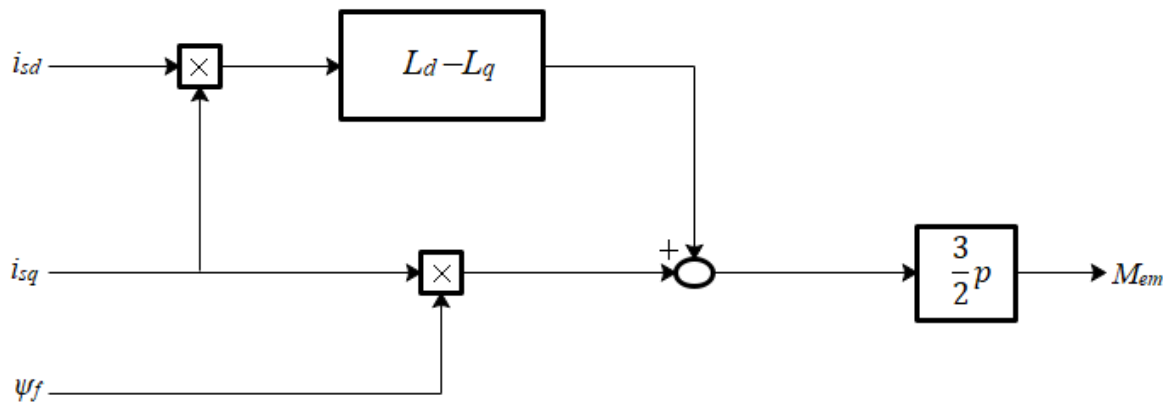 i_sd
×
L_d − L_q
i_sq
×
+
3/2 p
M_em
ψ_f